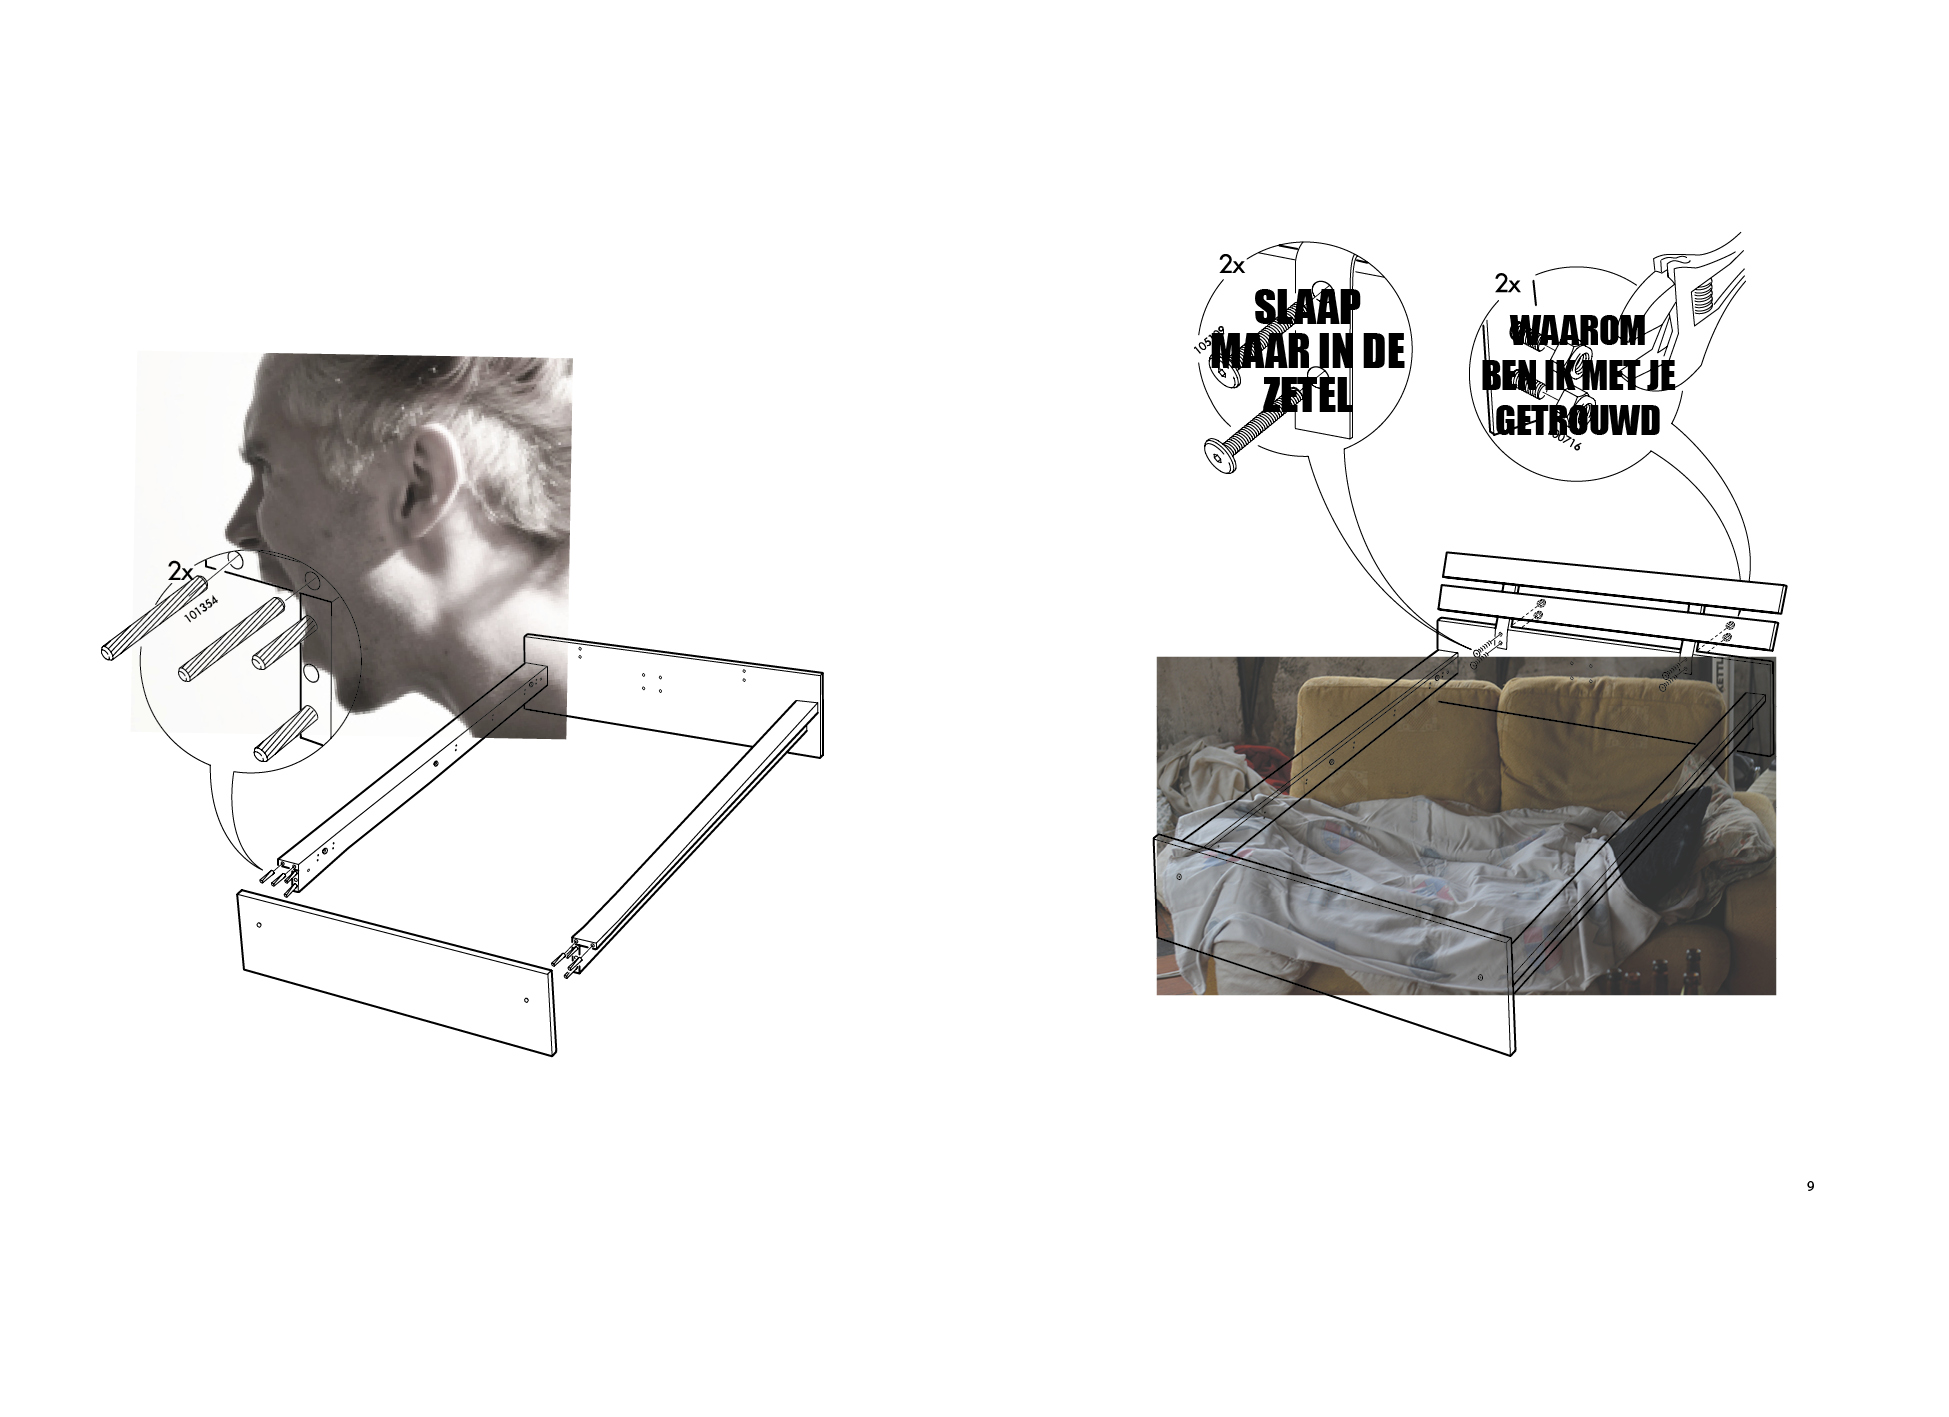 2x
101354
2x
SLAAP
MAAR IN DE
ZETEL
2x
WAAROM
BEN IK MET JE
GETROUWD
9